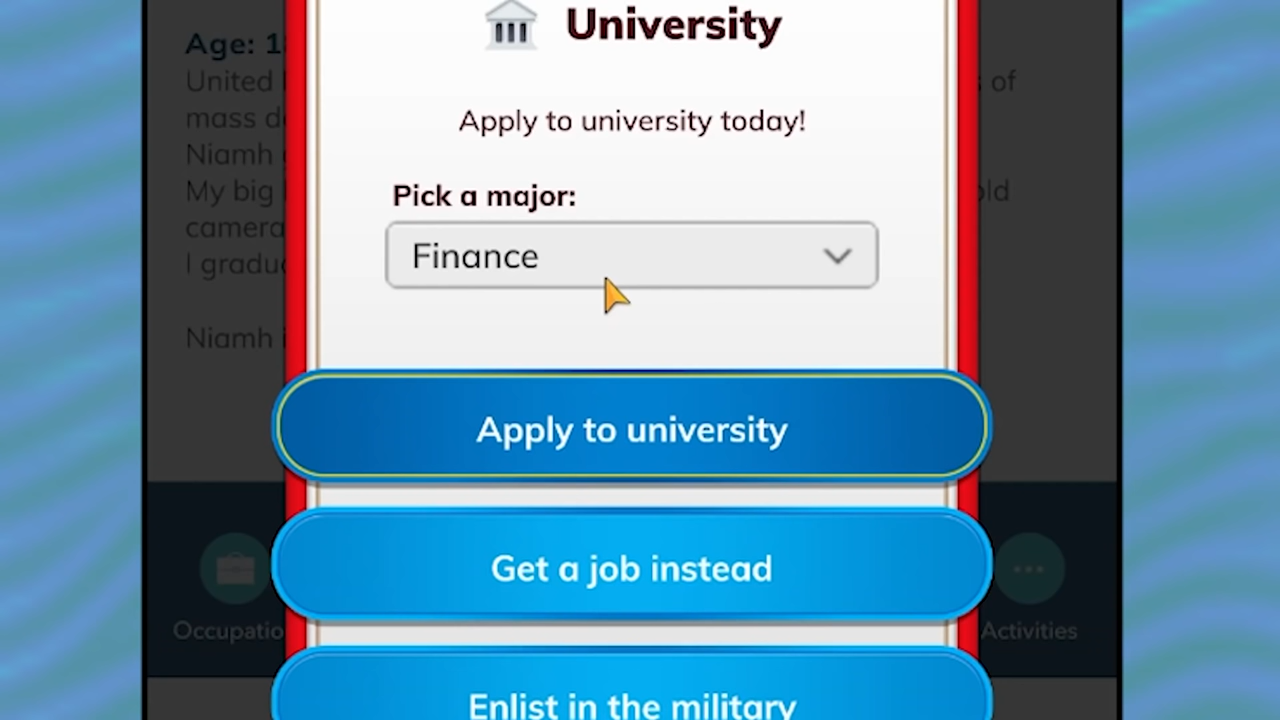 University
Age: 1
Apply to university today!
United
s of
mass d
Niamh
My big
old
camera
I gradu
Niamh i
Pick a major:
Finance
Apply to university
Get a job instead
Occupatio
Activities
Enlist in the military